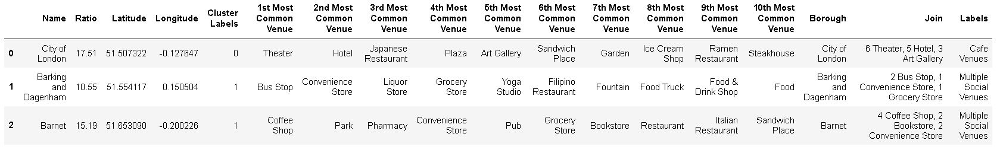 Name Ratio Latitude Longitude Cluster Labels 1st Most Common Venue 2nd Most Common Venue 3rd Most Common Venue 4th Most Common Venue 5th Most Common Venue 6th Most Common Venue 7th Most Common Venue 8th Most Common Venue 9th Most Common Venue 10th Most Common Venue Borough Join Labels
0 City of London 17.51 51.507322 -0.127647 0 Theater Hotel Japanese Restaurant Plaza Art Gallery Sandwich Place Garden Ice Cream Shop Ramen Restaurant Steakhouse City of London 6 Theater, 5 Hotel, 3 Art Gallery Cafe Venues
1 Barking and Dagenham 10.55 51.554117 0.150504 1 Bus Stop Convenience Store Liquor Store Grocery Store Yoga Studio Filipino Restaurant Fountain Food Truck Food & Drink Shop Food Barking and Dagenham 2 Bus Stop, 1 Convenience Store, 1 Grocery Store Multiple Social Venues
2 Barnet 15.19 51.653090 -0.200226 1 Coffee Shop Park Pharmacy Convenience Store Pub Grocery Store Bookstore Restaurant Italian Restaurant Sandwich Place Barnet 4 Coffee Shop, 2 Bookstore, 2 Convenience Store Multiple Social Venues